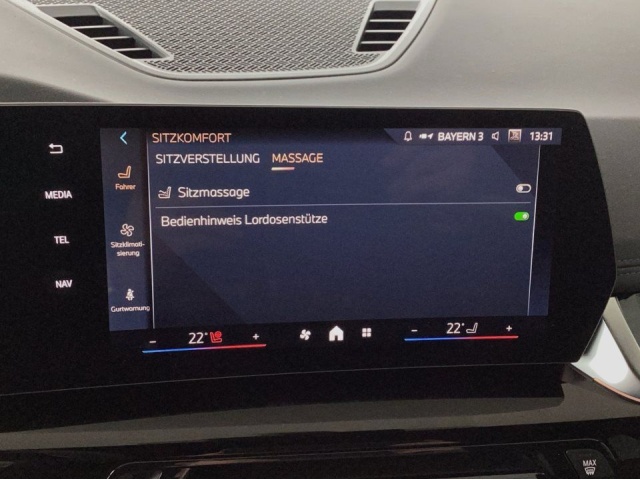 SITZKOMFORT
BAYERN 3 13:31
SITZVERSTELLUNG MASSAGE
Fahrer
Sitzmassage
Bedienhinweis Lordosenstütze
Sitzklimati-
sierung
Gurtwarnung
MEDIA
TEL
NAV
- 22° +
- 22° +
MAX